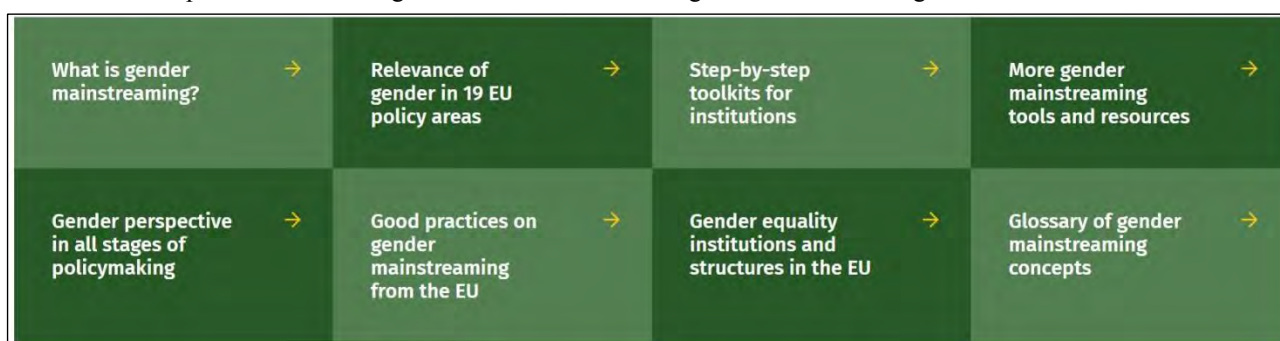 What is gender
mainstreaming?
→
Relevance of
gender in 19 EU
policy areas
→
Step-by-step
toolkits for
institutions
→
More gender
mainstreaming
tools and resources
→
Gender perspective
in all stages of
policymaking
→
Good practices on
gender
mainstreaming
from the EU
→
Gender equality
institutions and
structures in the EU
→
Glossary of gender
mainstreaming
concepts
→